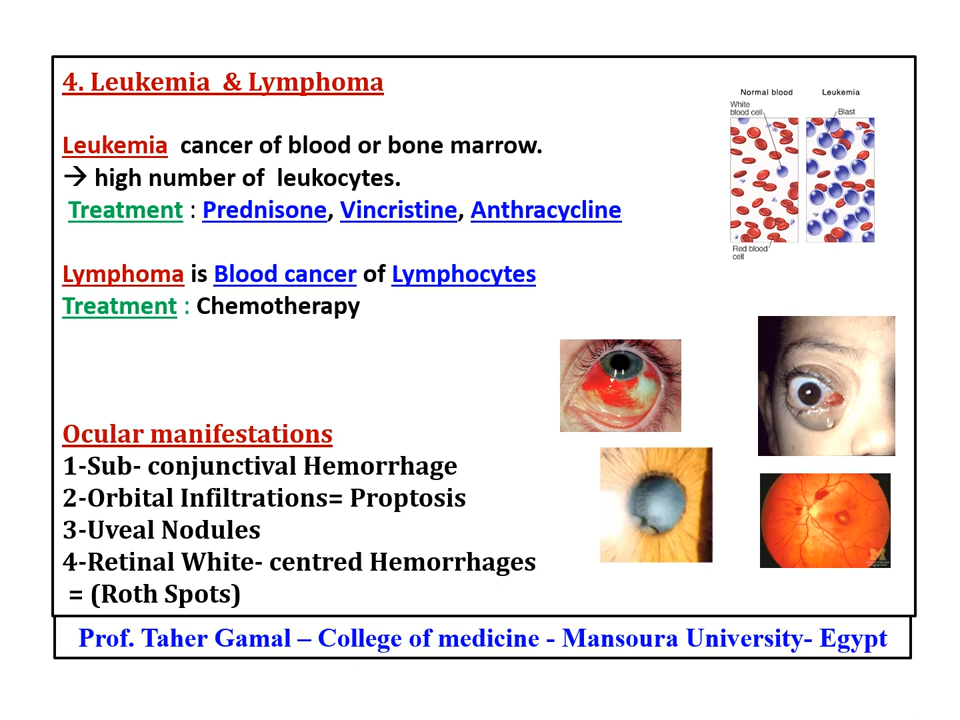 4. Leukemia & Lymphoma
Normal blood
Leukemia
White
blood cell
Blast
Red blood
cell
Leukemia cancer of blood or bone marrow.
→ high number of leukocytes.
Treatment : Prednisone, Vincristine, Anthracycline
Lymphoma is Blood cancer of Lymphocytes
Treatment : Chemotherapy
Ocular manifestations
1-Sub- conjunctival Hemorrhage
2-Orbital Infiltrations= Proptosis
3-Uveal Nodules
4-Retinal White- centred Hemorrhages
= (Roth Spots)
Prof. Taher Gamal – College of medicine - Mansoura University- Egypt